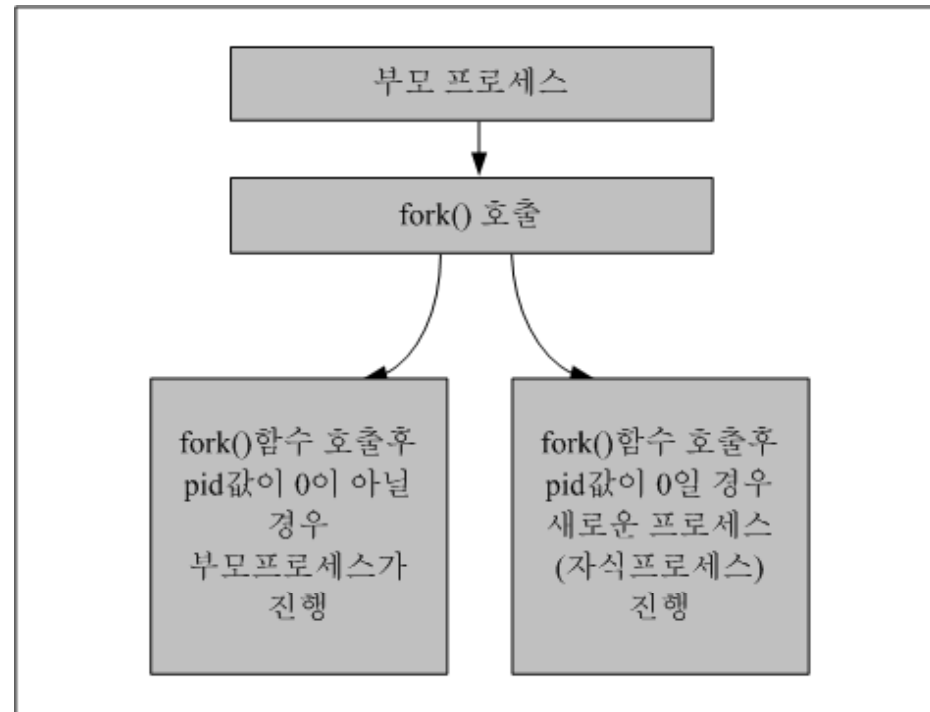 부모 프로세스
fork() 호출
fork()함수 호출후
pid값이 0이 아닐
경우
부모프로세스가
진행
fork()함수 호출후
pid값이 0일 경우
새로운 프로세스
(자식프로세스)
진행